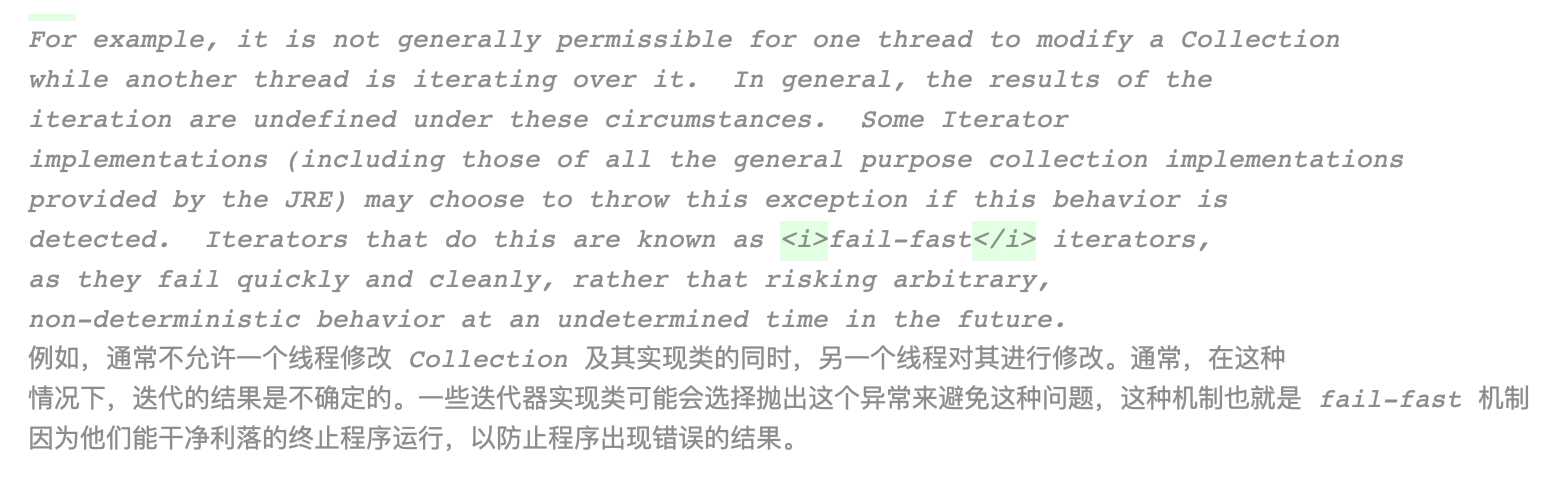 For example, it is not generally permissible for one thread to modify a Collection
while another thread is iterating over it.  In general, the results of the
iteration are undefined under these circumstances.  Some Iterator
implementations (including those of all the general purpose collection implementations
provided by the JRE) may choose to throw this exception if this behavior is
detected.  Iterators that do this are known as <i>fail-fast</i> iterators,
as they fail quickly and cleanly, rather that risking arbitrary,
non-deterministic behavior at an undetermined time in the future.
例如，通常不允许一个线程修改 Collection 及其实现类的同时，另一个线程对其进行修改。通常，在这种
情况下，迭代的结果是不确定的。一些迭代器实现类可能会选择抛出这个异常来避免这种问题，这种机制也就是 fail-fast 机制
因为他们能干净利落的终止程序运行，以防止程序出现错误的结果。